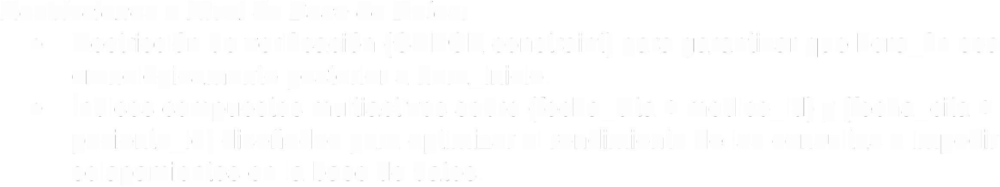 Restricciones a Nivel de Base de Datos:
• Restricción de verificación (CHECK constraint) para garantizar que hora_fin sea
cronológicamente posterior a hora_inicio.
• Índices compuestos multiactivos sobre (fecha_cita + medico_id) y (fecha_cita +
paciente_id) diseñados para optimizar el rendimiento de las consultas e impedir
solapamientos en la base de datos.